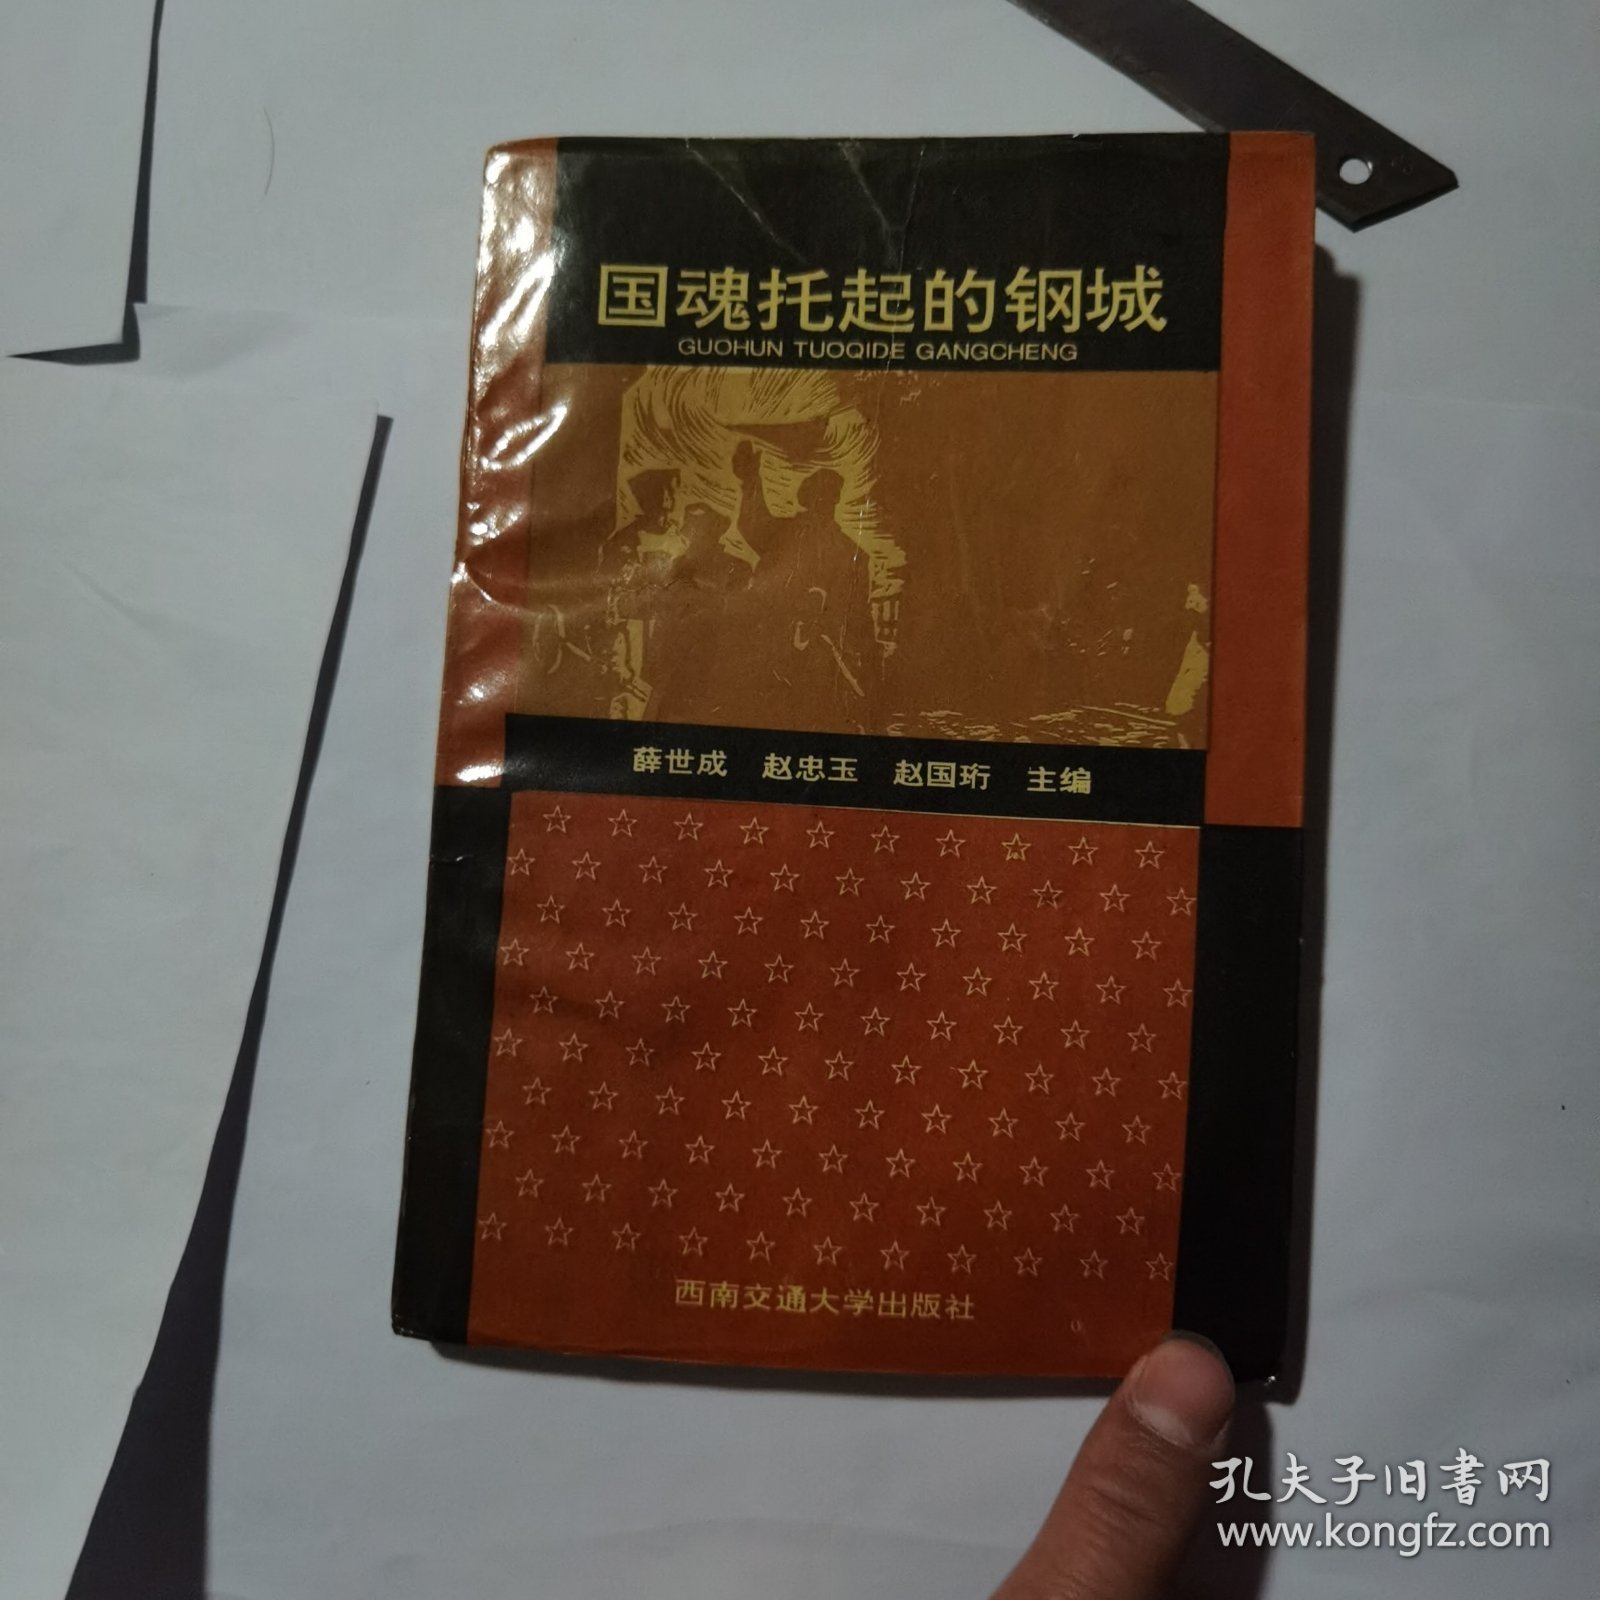 国魂托起的钢城
GUOHUN TUOQIDE GANGCHENG
薛世成 赵忠玉 赵国珩 主编
西南交通大学出版社
孔夫子旧书网
www.kongfz.com